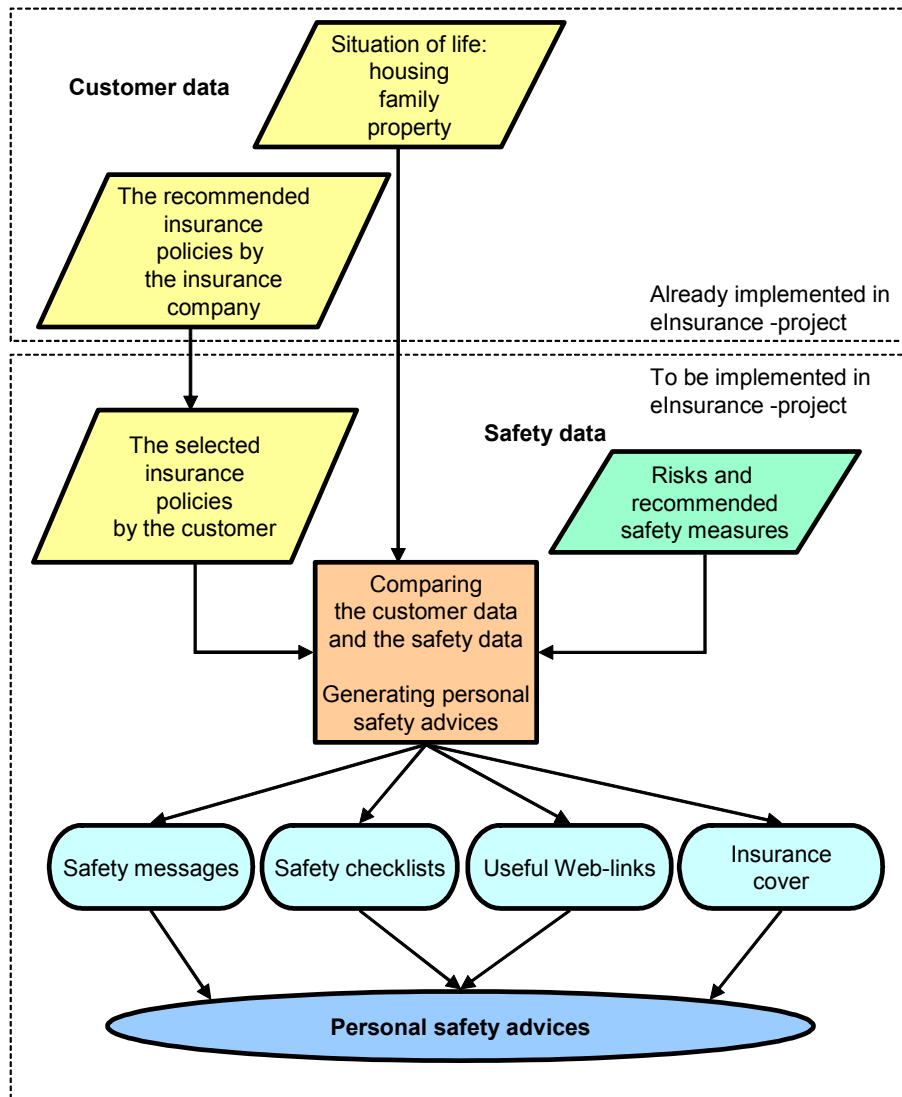 Situation of life:
housing
family
property
Customer data
The recommended
insurance
policies by
the insurance
company
Already implemented in
eInsurance -project
To be implemented in
eInsurance -project
Safety data
The selected
insurance
policies
by the customer
Risks and
recommended
safety measures
Comparing
the customer data
and the safety data
Generating personal
safety advices
Safety messages
Safety checklists
Useful Web-links
Insurance
cover
Personal safety advices